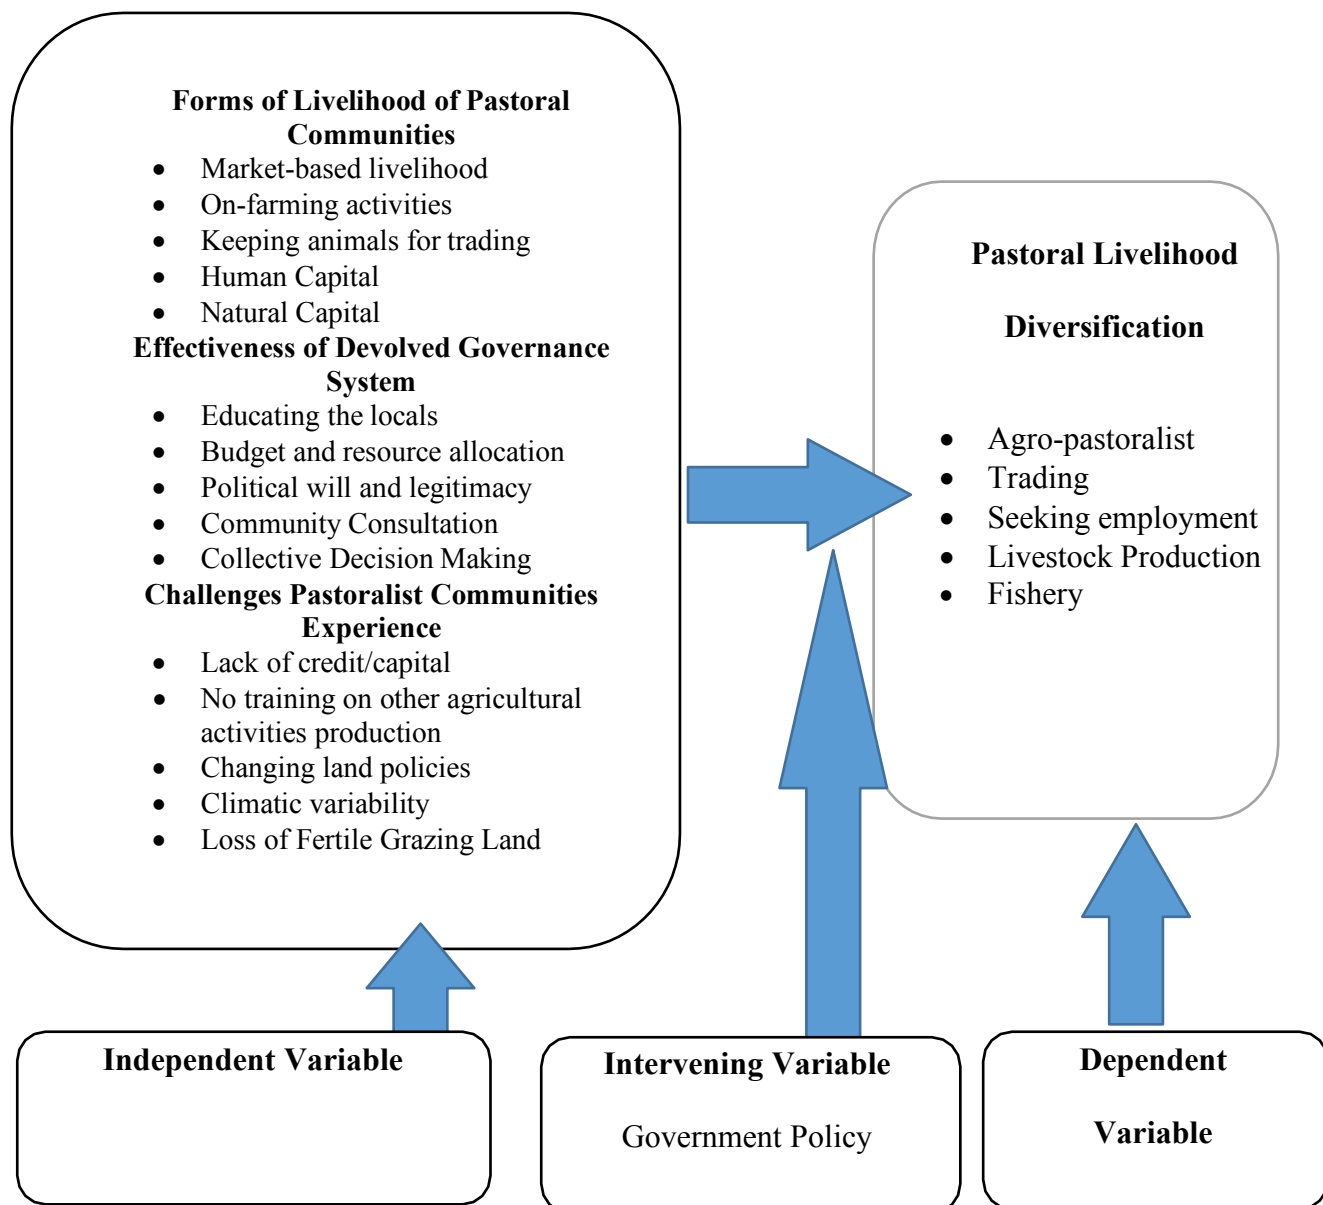 Forms of Livelihood of Pastoral
Communities
• Market-based livelihood
• On-farming activities
• Keeping animals for trading
• Human Capital
• Natural Capital
Effectiveness of Devolved Governance
System
• Educating the locals
• Budget and resource allocation
• Political will and legitimacy
• Community Consultation
• Collective Decision Making
Challenges Pastoralist Communities
Experience
• Lack of credit/capital
• No training on other agricultural
activities production
• Changing land policies
• Climatic variability
• Loss of Fertile Grazing Land
Pastoral Livelihood
Diversification
• Agro-pastoralist
• Trading
• Seeking employment
• Livestock Production
• Fishery
Independent Variable
Intervening Variable
Government Policy
Dependent
Variable